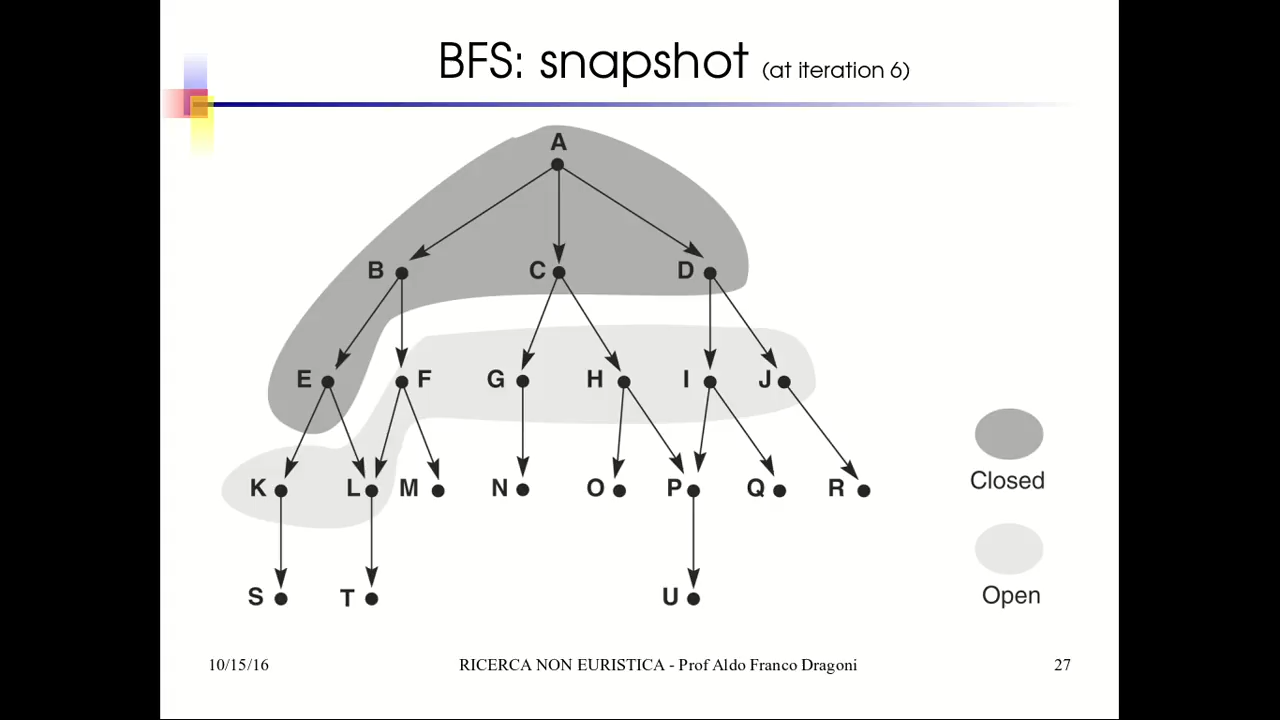 BFS: snapshot (at iteration 6)
A
B C D
E F G H I J
Closed
K L M N O P Q R
Open
S T U
10/15/16 RICERCA NON EURISTICA - Prof Aldo Franco Dragoni 27